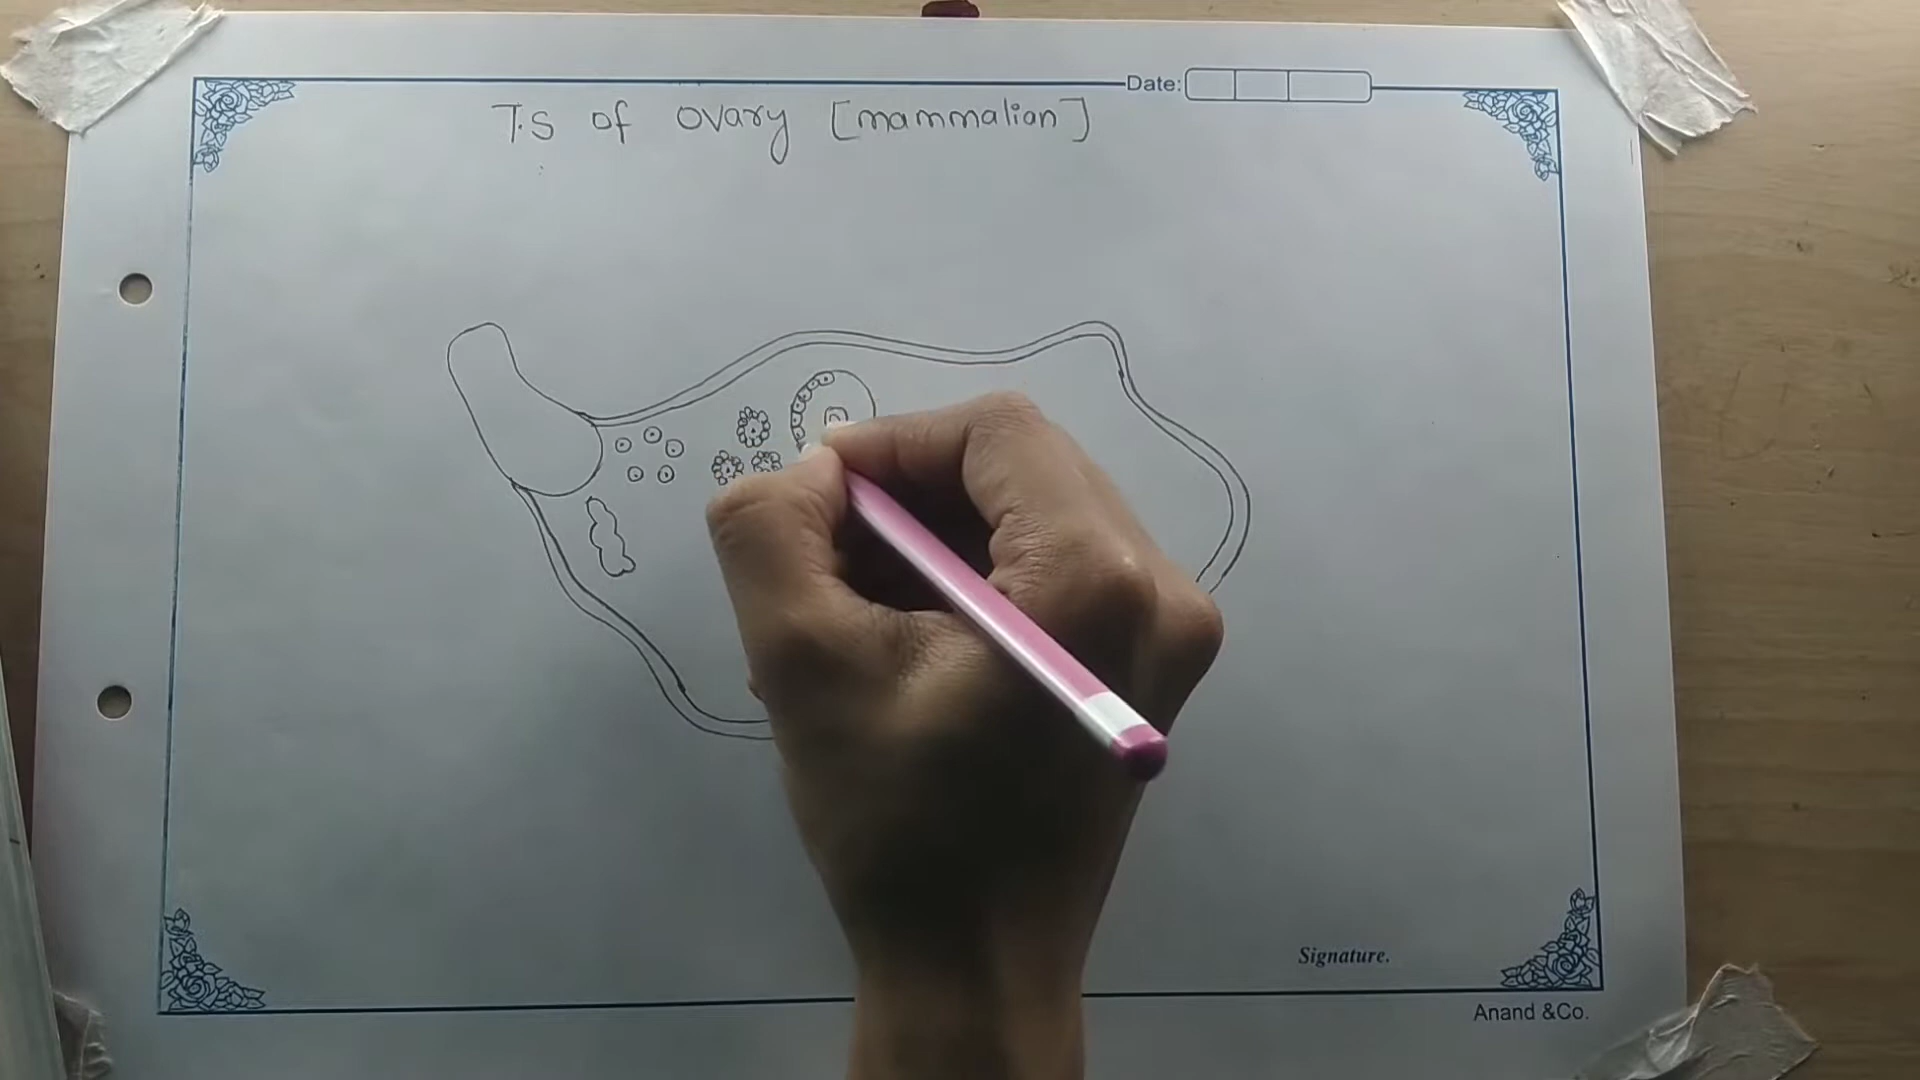 Date:
T.S of ovary [mammalian]
Signature.
Anand &Co.